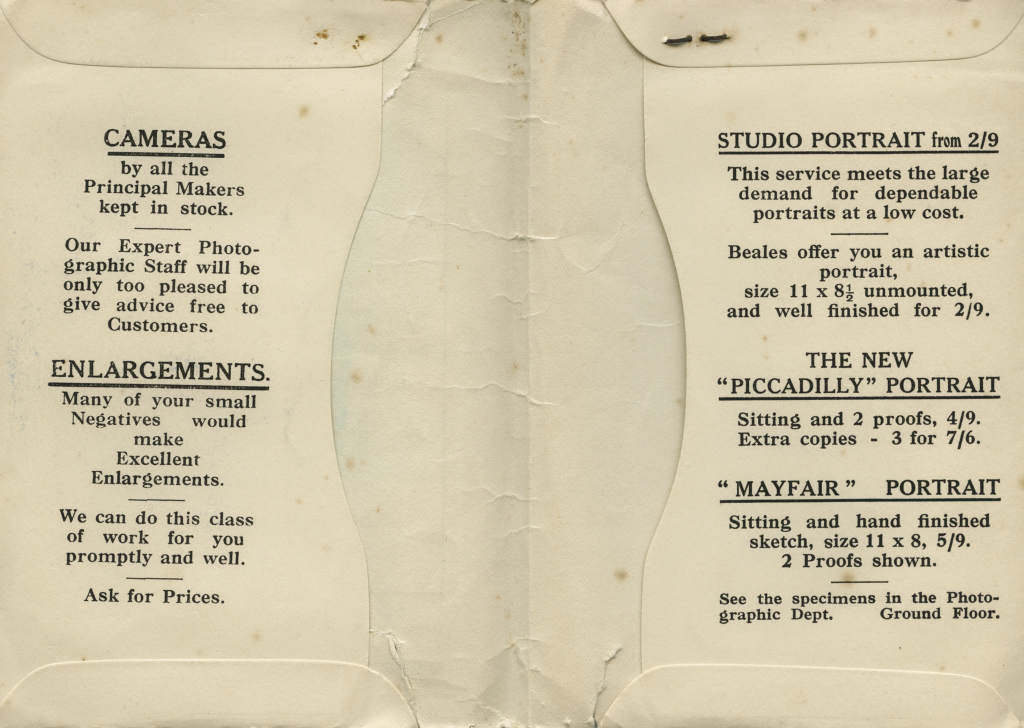 CAMERAS
by all the
Principal Makers
kept in stock.
Our Expert Photo-
graphic Staff will be
only too pleased to
give advice free to
Customers.
ENLARGEMENTS.
Many of your small
Negatives would
make
Excellent
Enlargements.
We can do this class
of work for you
promptly and well.
Ask for Prices.
STUDIO PORTRAIT from 2/9
This service meets the large
demand for dependable
portraits at a low cost.
Beales offer you an artistic
portrait,
size 11 x 8½ unmounted,
and well finished for 2/9.
THE NEW
“PICCADILLY” PORTRAIT
Sitting and 2 proofs, 4/9.
Extra copies - 3 for 7/6.
“ MAYFAIR ” PORTRAIT
Sitting and hand finished
sketch, size 11 x 8, 5/9.
2 Proofs shown.
See the specimens in the Photo-
graphic Dept. Ground Floor.